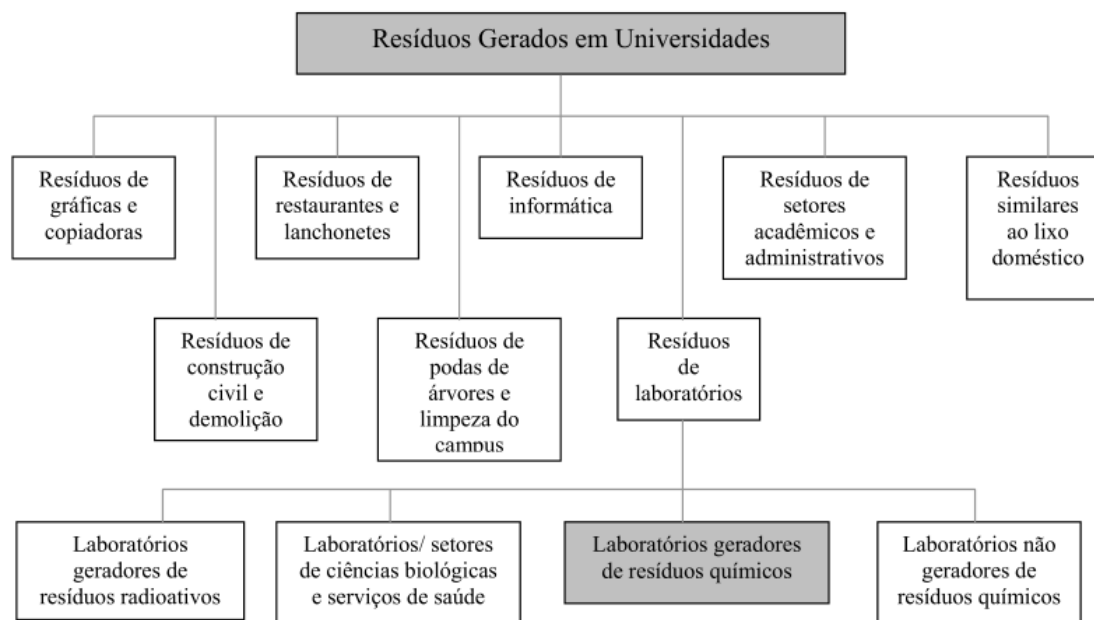 Resíduos Gerados em Universidades
Resíduos de
gráficas e
copiadoras
Resíduos de
restaurantes e
lanchonetes
Resíduos de
informática
Resíduos de
setores
acadêmicos e
administrativos
Resíduos
similares
ao lixo
doméstico
Resíduos de
construção
civil e
demolição
Resíduos de
podas de
árvores e
limpeza do
campus
Resíduos
de
laboratórios
Laboratórios
geradores de
resíduos radioativos
Laboratórios/ setores
de ciências biológicas
e serviços de saúde
Laboratórios geradores
de resíduos químicos
Laboratórios não
geradores de
resíduos químicos